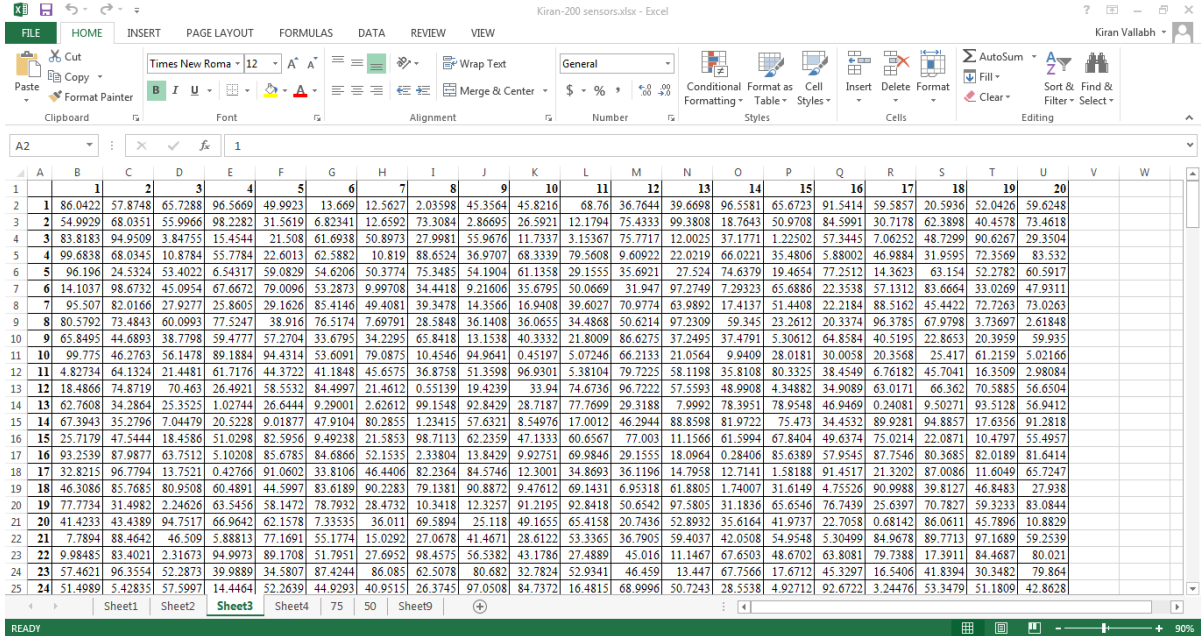 Kiran-200 sensors.xlsx - Excel
FILE HOME INSERT PAGE LAYOUT FORMULAS DATA REVIEW VIEW Kiran Vallabh
Cut Times New Roma 12 Wrap Text General AutoSum
Copy Fill
Paste Format Painter B I U Merge & Center $ % , Conditional Formatting Format as Table Cell Styles Insert Delete Format Clear Sort & Filter Find & Select
Clipboard Font Alignment Number Styles Cells Editing
A2 fx 1
A B C D E F G H I J K L M N O P Q R S T U V W
1 1 2 3 4 5 6 7 8 9 10 11 12 13 14 15 16 17 18 19 20
2 1 86.0422 57.8748 65.7288 96.5669 49.9923 13.669 12.5627 2.03598 45.3564 45.8216 68.76 36.7644 39.6698 96.5581 65.6723 91.5414 59.5857 20.5936 52.0426 59.6248
3 2 54.9929 68.0351 55.9966 98.2282 31.5619 6.82341 12.6592 73.3084 2.86695 26.5921 12.1794 75.4333 99.3808 18.7643 50.9708 84.5991 30.7178 62.3898 40.4578 73.4618
4 3 83.8183 94.9509 3.84755 15.4544 21.508 61.6938 50.8973 27.9981 55.9676 11.7337 3.15367 75.7717 12.0025 37.1771 1.22502 57.3445 7.06252 48.7299 90.6267 29.3504
5 4 99.6838 68.0345 10.8784 55.7784 22.6013 62.5882 10.819 88.6524 36.9707 68.3339 79.5608 9.60922 22.0219 66.0221 35.4806 5.88002 46.9884 31.9595 72.3569 83.532
6 5 96.196 24.5324 53.4022 6.54317 59.0829 54.6206 50.3774 75.3485 54.1904 61.1358 29.1555 35.6921 27.524 74.6379 19.4654 77.2512 14.3623 63.154 52.2782 60.5917
7 6 14.1037 98.6732 45.0954 67.6672 79.0096 53.2873 9.99708 34.4418 9.21606 35.6795 50.0669 31.947 97.2749 7.29323 65.6886 22.3538 57.1312 83.6664 33.0269 47.9311
8 7 95.507 82.0166 27.9277 25.8605 29.1626 85.4146 49.4081 39.3478 14.3566 16.9408 39.6027 70.9774 63.9892 17.4137 51.4408 22.2184 88.5162 45.4422 72.7263 73.0263
9 8 80.5792 73.4843 60.0993 77.5247 38.916 76.5174 7.69791 28.5848 36.1408 36.0655 34.4868 50.6214 97.2309 59.345 23.2612 20.3374 96.3785 67.9798 3.73697 2.61848
10 9 65.8495 44.6893 38.7798 59.4777 57.2704 33.6795 34.2295 65.8418 13.1538 40.3332 21.8009 86.6275 37.2495 37.4791 5.30612 64.8584 40.5195 22.8653 20.3959 59.935
11 10 99.775 46.2763 56.1478 89.1884 94.4314 53.6091 79.0875 10.4546 94.9641 0.45197 5.07246 66.2133 21.0564 9.9409 28.0181 30.0058 20.3568 25.417 61.2159 5.02166
12 11 4.82734 64.1324 21.4481 61.7176 44.3722 41.1848 45.6575 36.8758 51.3598 96.9301 5.38104 79.7225 58.1198 35.8108 80.3325 38.4549 6.76182 45.7041 16.3509 2.98084
13 12 18.4866 74.8719 70.463 26.4921 58.5532 84.4997 21.4612 0.55139 19.4239 33.94 74.6736 96.7222 57.5593 48.9908 4.34882 34.9089 63.0171 66.362 70.5885 56.6504
14 13 62.7608 34.2864 25.3525 1.02744 26.6444 9.29001 2.62612 99.1548 92.8429 28.7187 77.7699 29.3188 7.9992 78.3951 78.9548 46.9469 0.24081 9.50271 93.5128 56.9412
15 14 67.3943 35.2796 7.04479 20.5228 9.01877 47.9104 80.2855 1.23415 57.6321 8.54976 17.0012 46.2944 88.8598 81.9722 75.473 34.4532 89.9281 94.8857 17.6356 91.2818
16 15 25.7179 47.5444 18.4586 51.0298 82.5956 9.49238 21.5853 98.7113 62.2359 47.1333 60.6567 77.003 11.1566 61.5994 67.8404 49.6374 75.0214 22.0871 10.4797 55.4957
17 16 93.2539 87.9877 63.7512 5.10208 85.6785 84.6866 52.1535 2.33804 13.8429 9.92751 69.9846 29.1555 18.0964 0.28406 85.6389 57.9545 87.7546 80.3685 82.0189 81.6414
18 17 32.8215 96.7794 13.7521 0.42766 91.0602 33.8106 46.4406 82.2364 84.5746 12.3001 34.8693 36.1196 14.7958 12.7141 1.58188 91.4517 21.3202 87.0086 11.6049 65.7247
19 18 46.3086 85.7685 80.9508 60.4891 44.5997 83.6189 90.2283 79.1381 90.8872 9.47612 69.1431 6.95318 61.8805 1.74007 31.6149 4.75526 90.9988 39.8127 46.8483 27.938
20 19 77.7734 31.4982 2.24626 63.5456 58.1472 78.7932 28.4732 10.3418 12.3257 91.2195 92.8418 50.6542 97.5805 31.1836 65.6546 76.7439 25.6397 70.7827 59.3233 83.0844
21 20 41.4233 43.4389 94.7517 66.9642 62.1578 7.33535 36.011 69.5894 25.118 49.1655 65.4158 20.7436 52.8932 35.6164 41.9737 22.7058 0.68142 86.0611 45.7896 10.8829
22 21 7.7894 88.4642 46.509 5.88813 77.1691 55.1774 15.0292 27.0678 41.4671 28.6122 53.3365 36.7905 59.4037 42.0508 54.9548 5.30499 84.9678 89.7713 97.1689 59.2539
23 22 9.98485 83.4021 2.31673 94.9973 89.1708 51.7951 27.6952 98.4575 56.5382 43.1786 27.4889 45.016 11.1467 67.6503 48.6702 63.8081 79.7388 17.3911 84.4687 80.021
24 23 57.4621 96.3554 52.2873 39.9889 34.5807 87.4244 86.085 62.5078 80.682 32.7824 52.9341 46.459 13.447 67.7566 17.6712 45.3297 16.5406 41.8394 30.3482 79.864
25 24 51.4989 5.42835 57.5997 14.4464 52.2639 44.9293 40.9515 26.3745 97.0508 84.7372 16.4815 68.9996 50.7243 28.5538 4.92712 92.6722 3.24476 53.3479 51.1809 42.8628
Sheet1 Sheet2 Sheet3 Sheet4 75 50 Sheet9
READY 90%